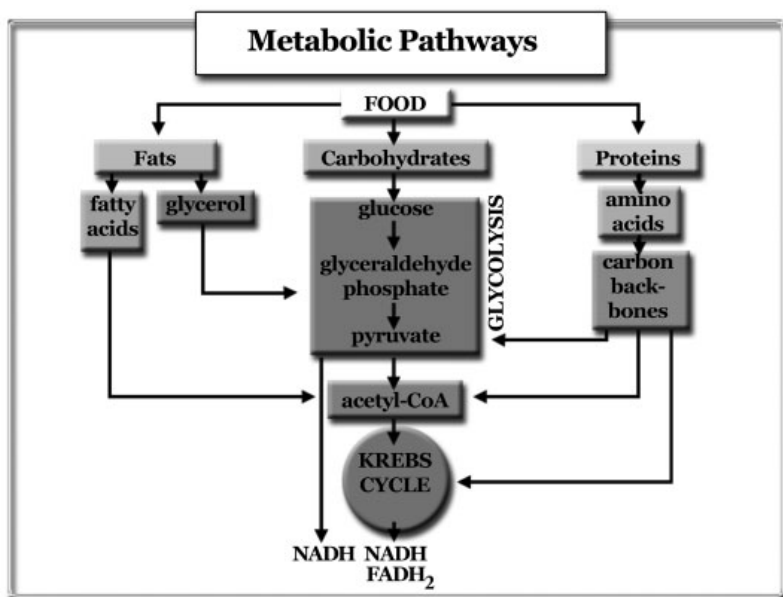 Metabolic Pathways
FOOD
Fats
Carbohydrates
Proteins
fatty
acids
glycerol
glucose
glyceraldehyde
phosphate
pyruvate
GLYCOLYSIS
amino
acids
carbon
back-
bones
acetyl-CoA
KREBS
CYCLE
NADH
NADH
FADH₂